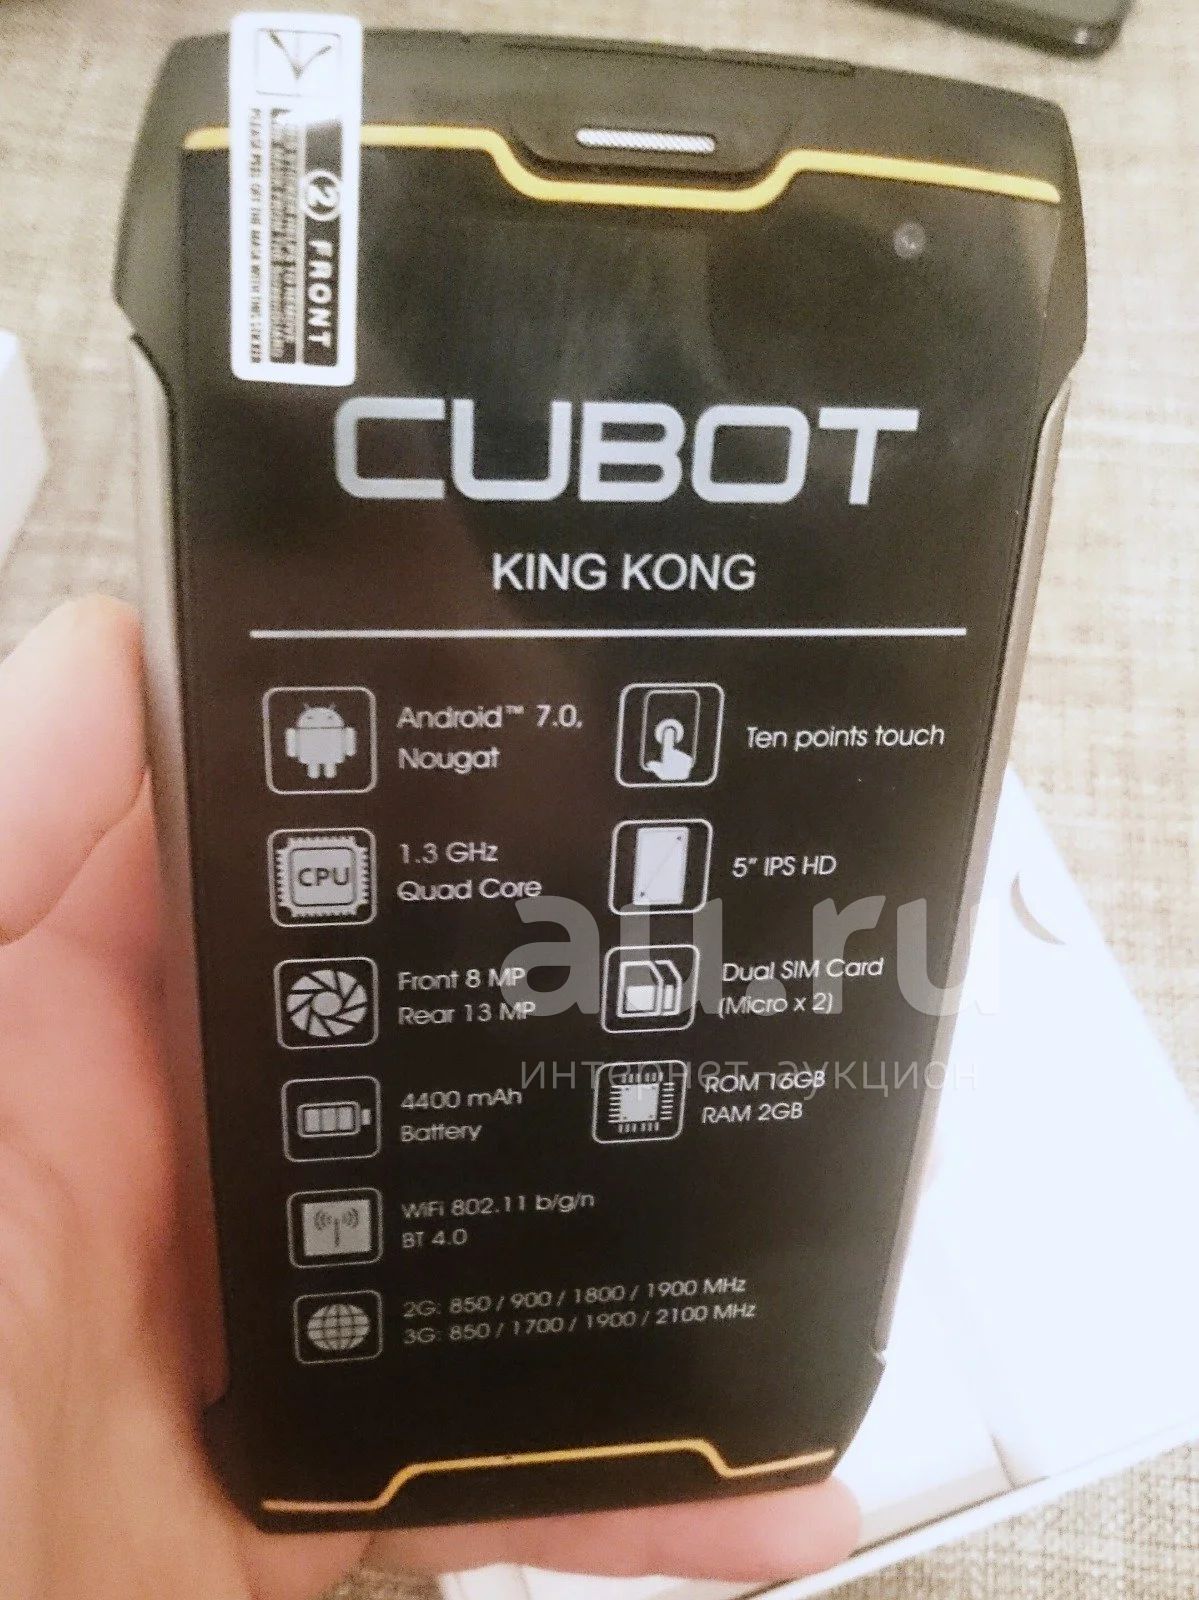 2 FRONT
CUBOT
KING KONG
Android™ 7.0,
Nougat
Ten points touch
CPU
1.3 GHz
Quad Core
5" IPS HD
Front 8 MP
Rear 13 MP
Dual SIM Card
(Micro x 2)
4400 mAh
Battery
ROM 16GB
RAM 2GB
WiFi 802.11 b/g/n
BT 4.0
2G: 850 / 900 / 1800 / 1900 MHz
3G: 850 / 1700 / 1900 / 2100 MHz
au.ru
интернет-аукцион